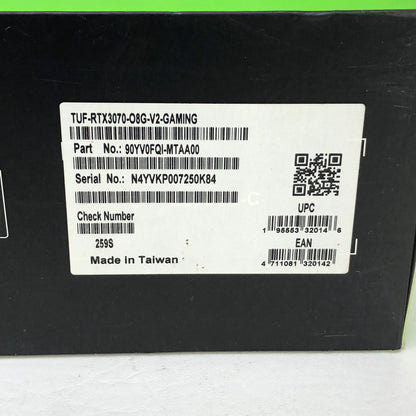 TUF-RTX3070-O8G-V2-GAMING
Part No.: 90YV0FQI-MTAA00
Serial No.: N4YVKP007250K84
-C
Check Number
259S
Made in Taiwan
UPC
1 95553 32014 6
EAN
4 711081 320142